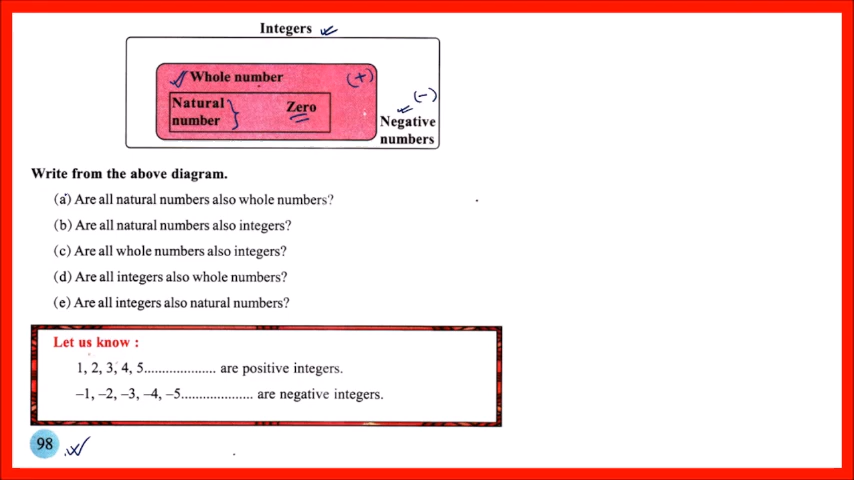 Integers
Whole number (+)
Natural
number
Zero
(-)
Negative
numbers
Write from the above diagram.
(a) Are all natural numbers also whole numbers?
(b) Are all natural numbers also integers?
(c) Are all whole numbers also integers?
(d) Are all integers also whole numbers?
(e) Are all integers also natural numbers?
Let us know :
1, 2, 3, 4, 5................... are positive integers.
–1, –2, –3, –4, –5................... are negative integers.
98